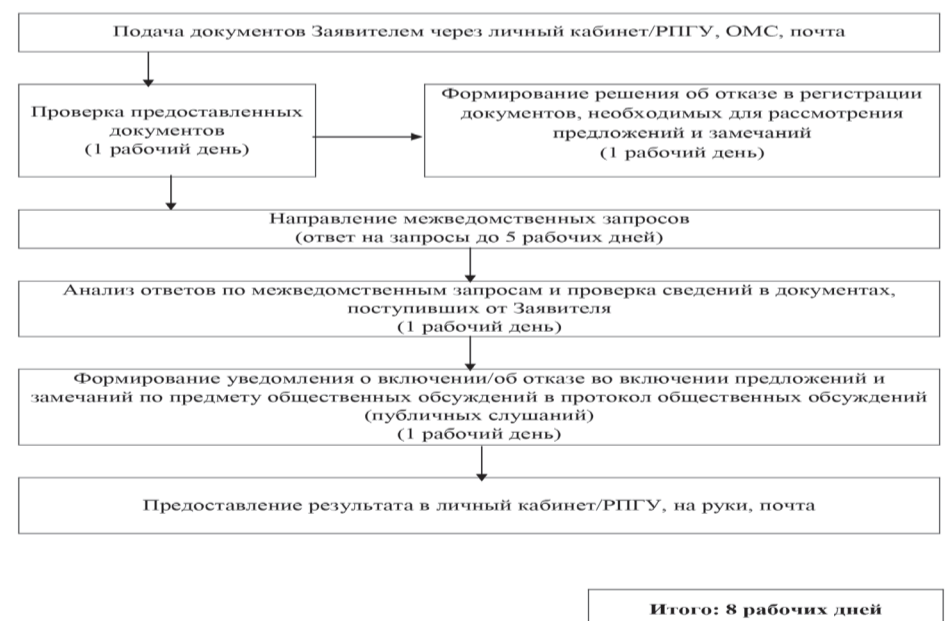 Подача документов Заявителем через личный кабинет/РПГУ, ОМС, почта
Проверка предоставленных
документов
(1 рабочий день)
Формирование решения об отказе в регистрации
документов, необходимых для рассмотрения
предложений и замечаний
(1 рабочий день)
Направление межведомственных запросов
(ответ на запросы до 5 рабочих дней)
Анализ ответов по межведомственным запросам и проверка сведений в документах,
поступивших от Заявителя
(1 рабочий день)
Формирование уведомления о включении/об отказе во включении предложений и
замечаний по предмету общественных обсуждений в протокол общественных обсуждений
(публичных слушаний)
(1 рабочий день)
Предоставление результата в личный кабинет/РПГУ, на руки, почта
Итого: 8 рабочих дней